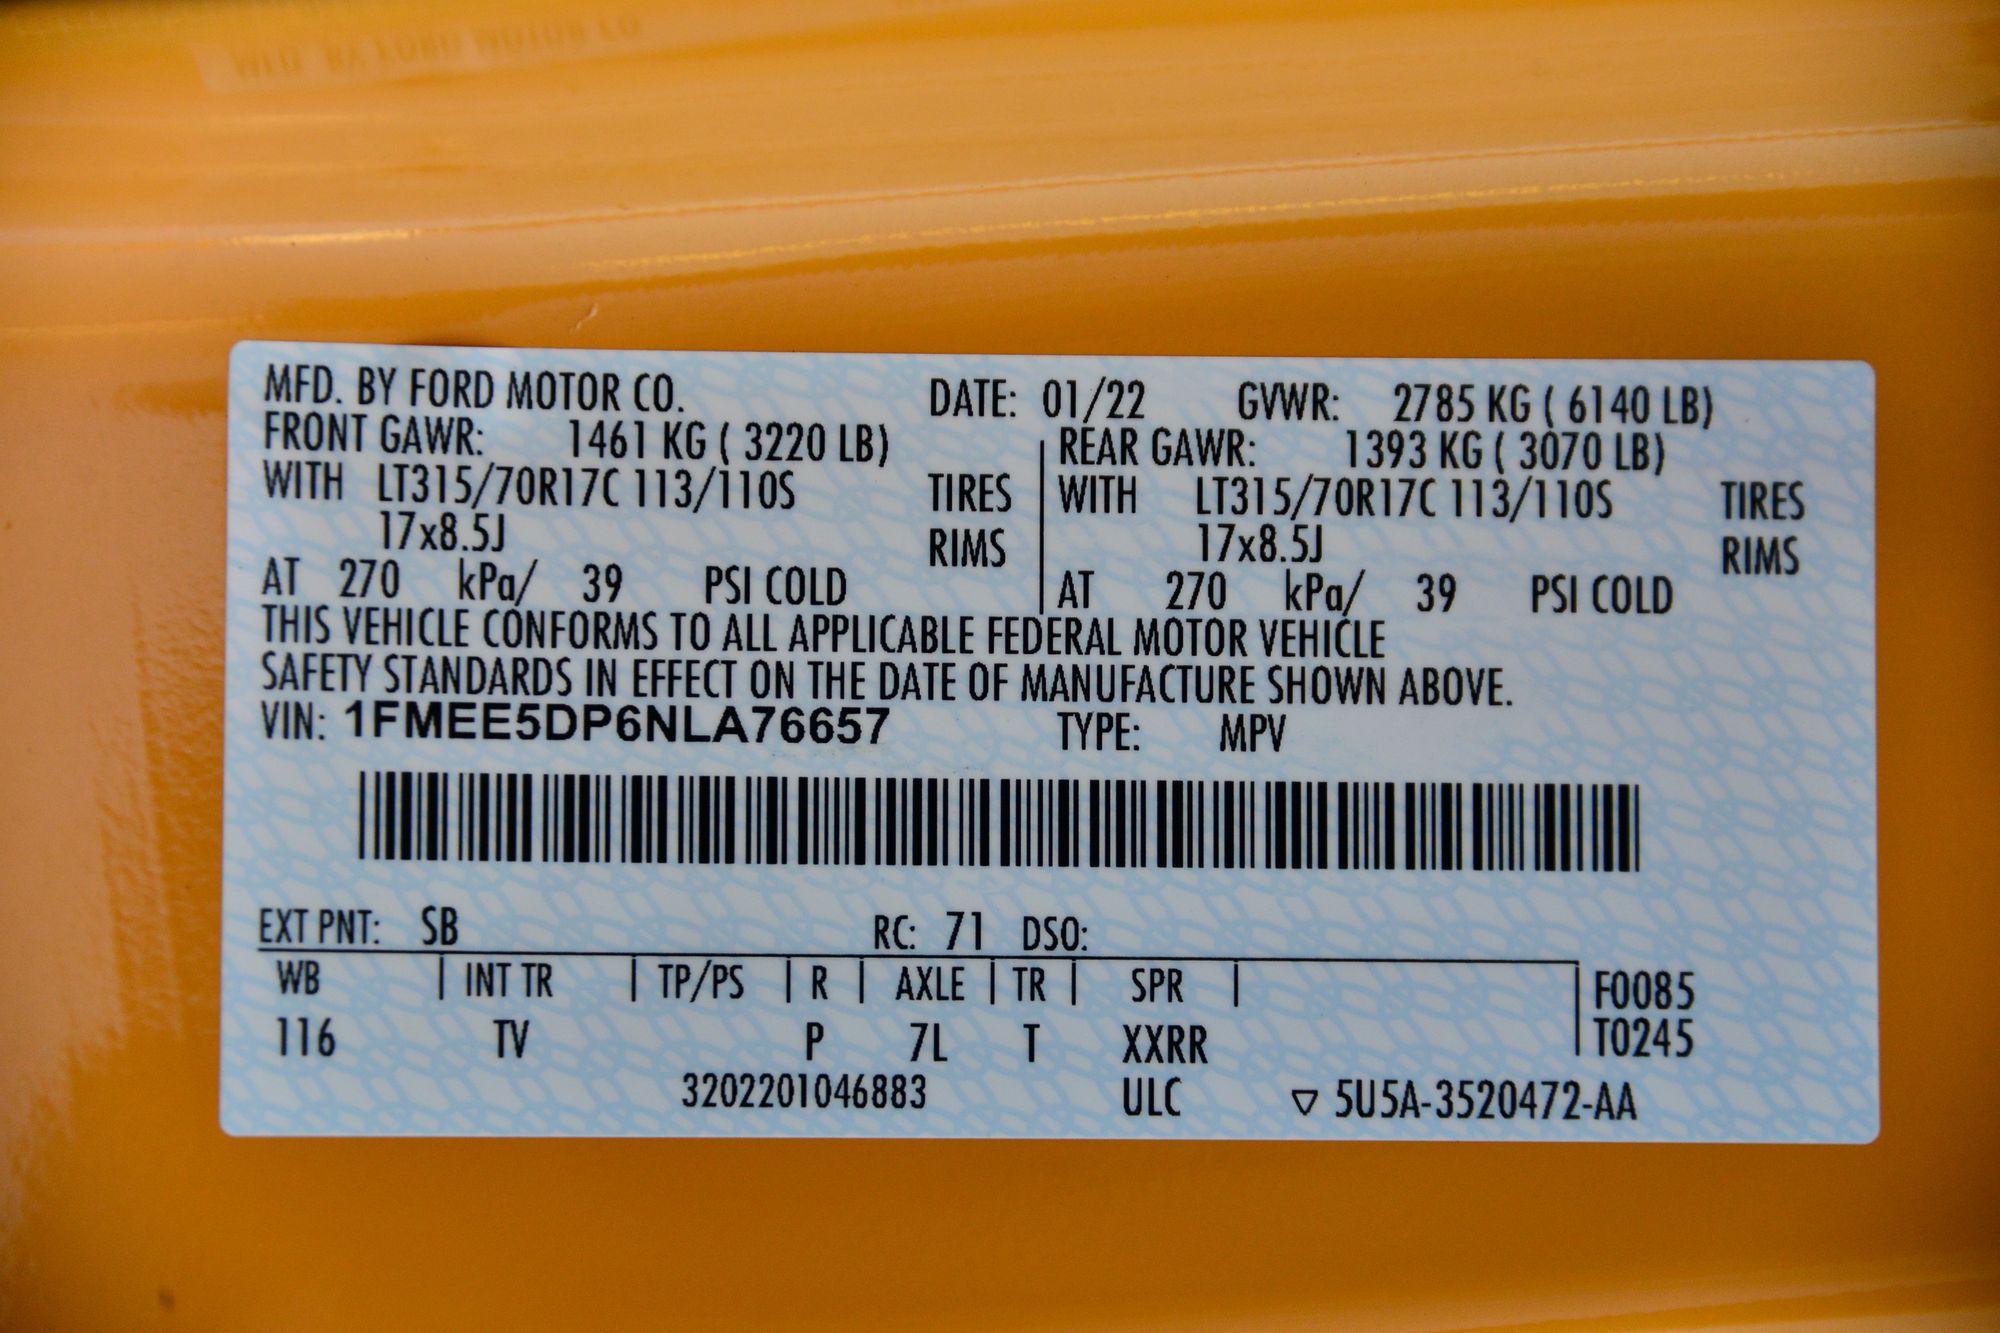 MFD. BY FORD MOTOR CO. DATE: 01/22 GVWR: 2785 KG ( 6140 LB)
FRONT GAWR: 1461 KG ( 3220 LB) REAR GAWR: 1393 KG ( 3070 LB)
WITH LT315/70R17C 113/110S TIRES WITH LT315/70R17C 113/110S TIRES
17x8.5J RIMS 17x8.5J RIMS
AT 270 kPa/ 39 PSI COLD AT 270 kPa/ 39 PSI COLD
THIS VEHICLE CONFORMS TO ALL APPLICABLE FEDERAL MOTOR VEHICLE
SAFETY STANDARDS IN EFFECT ON THE DATE OF MANUFACTURE SHOWN ABOVE.
VIN: 1FMEE5DP6NLA76657 TYPE: MPV
EXT PNT: SB RC: 71 DSO:
WB | INT TR | TP/PS | R | AXLE | TR | SPR | F0085
116 TV P 7L T XXRR T0245
3202201046883 ULC ▽ 5U5A-3520472-AA